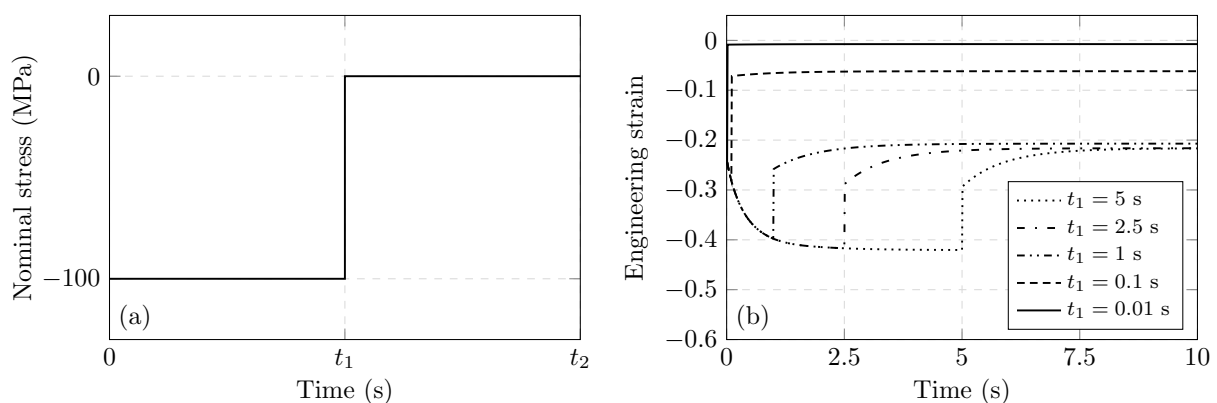 Nominal stress (MPa)
0
−100
(a)
0
t₁
t₂
Time (s)
Engineering strain
0
−0.1
−0.2
−0.3
−0.4
−0.5
−0.6
(b)
t₁ = 5 s
t₁ = 2.5 s
t₁ = 1 s
t₁ = 0.1 s
t₁ = 0.01 s
0
2.5
5
7.5
10
Time (s)